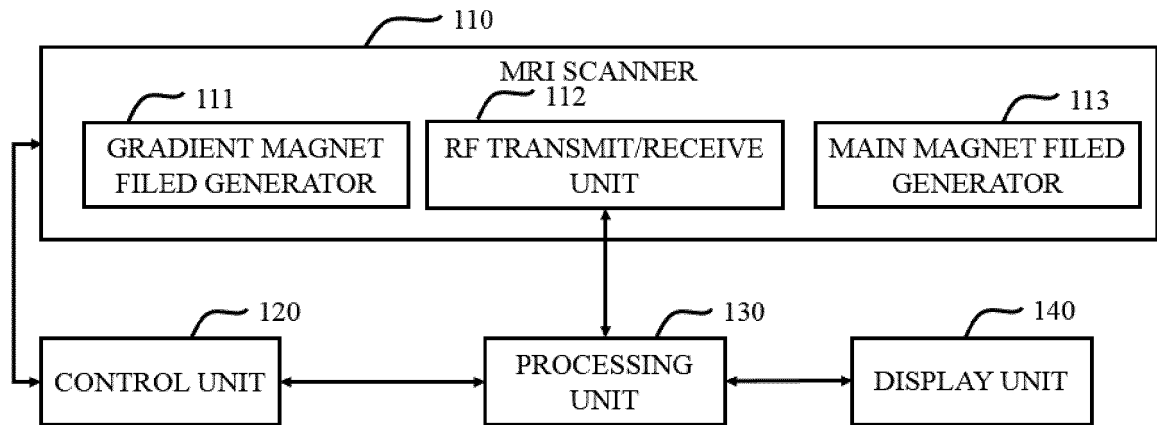 110
MRI SCANNER
111
112
113
GRADIENT MAGNET
FILED GENERATOR
RF TRANSMIT/RECEIVE
UNIT
MAIN MAGNET FILED
GENERATOR
120
130
140
CONTROL UNIT
PROCESSING
UNIT
DISPLAY UNIT